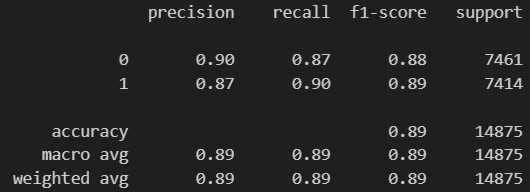 precision recall f1-score support
0 0.90 0.87 0.88 7461
1 0.87 0.90 0.89 7414
accuracy 0.89 14875
macro avg 0.89 0.89 0.89 14875
weighted avg 0.89 0.89 0.89 14875